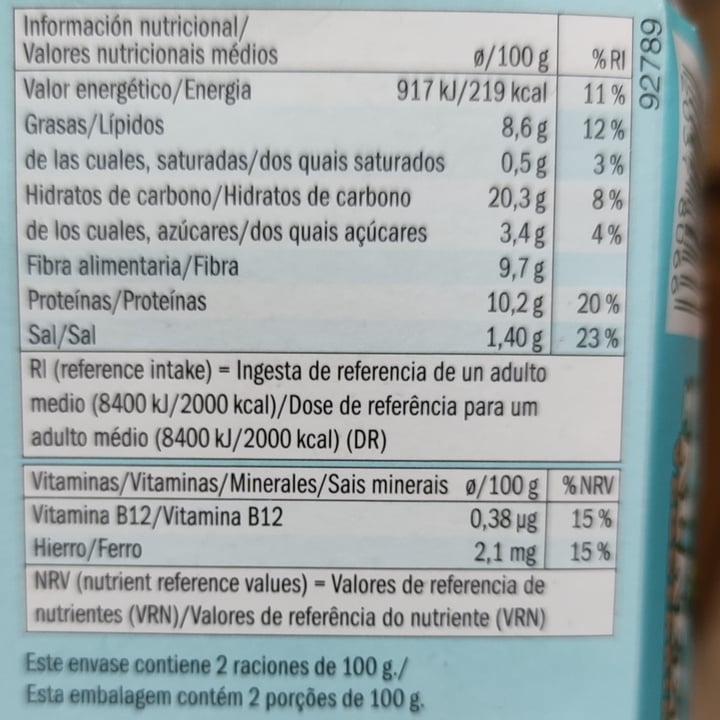 Información nutricional/
Valores nutricionais médios ø/100 g % RI
Valor energético/Energia 917 kJ/219 kcal 11 %
Grasas/Lípidos 8,6 g 12 %
de las cuales, saturadas/dos quais saturados 0,5 g 3 %
Hidratos de carbono/Hidratos de carbono 20,3 g 8 %
de los cuales, azúcares/dos quais açúcares 3,4 g 4 %
Fibra alimentaria/Fibra 9,7 g
Proteínas/Proteínas 10,2 g 20 %
Sal/Sal 1,40 g 23 %
RI (reference intake) = Ingesta de referencia de un adulto
medio (8400 kJ/2000 kcal)/Dose de referência para um
adulto médio (8400 kJ/2000 kcal) (DR)
Vitaminas/Vitaminas/Minerales/Sais minerais ø/100 g % NRV
Vitamina B12/Vitamina B12 0,38 µg 15 %
Hierro/Ferro 2,1 mg 15 %
NRV (nutrient reference values) = Valores de referencia de
nutrientes (VRN)/Valores de referência do nutriente (VRN)
Este envase contiene 2 raciones de 100 g./
Esta embalagem contém 2 porções de 100 g.
92789